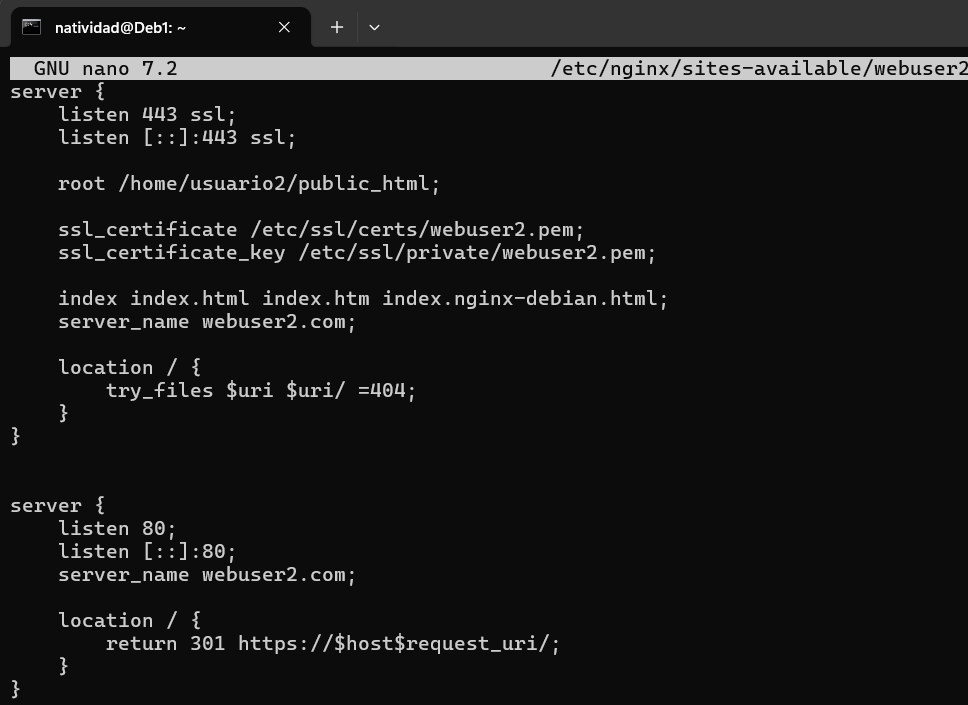 natividad@Deb1: ~
GNU nano 7.2 /etc/nginx/sites-available/webuser2
server {
listen 443 ssl;
listen [::]:443 ssl;
root /home/usuario2/public_html;
ssl_certificate /etc/ssl/certs/webuser2.pem;
ssl_certificate_key /etc/ssl/private/webuser2.pem;
index index.html index.htm index.nginx-debian.html;
server_name webuser2.com;
location / {
try_files $uri $uri/ =404;
}
}
server {
listen 80;
listen [::]:80;
server_name webuser2.com;
location / {
return 301 https://$host$request_uri/;
}
}